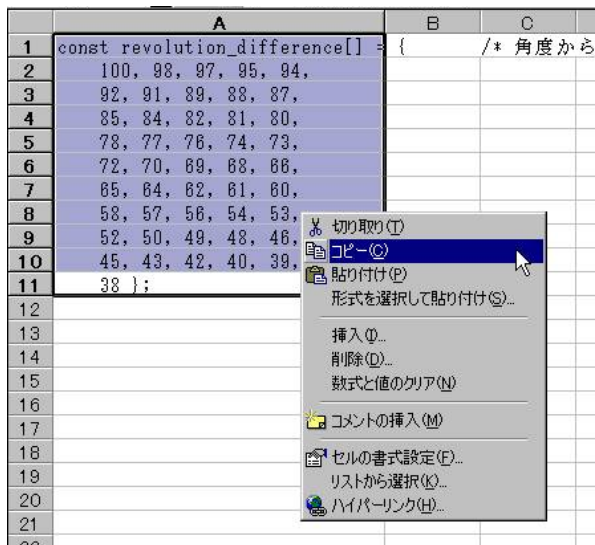 A B C
1 const revolution_difference[] = { /* 角度から
2 100, 98, 97, 95, 94,
3 92, 91, 89, 88, 87,
4 85, 84, 82, 81, 80,
5 78, 77, 76, 74, 73,
6 72, 70, 69, 68, 66,
7 65, 64, 62, 61, 60,
8 58, 57, 56, 54, 53,
9 52, 50, 49, 48, 46,
10 45, 43, 42, 40, 39,
11 38 };
12
13
14
15
16
17
18
19
20
21
切り取り(T)
コピー(C)
貼り付け(P)
形式を選択して貼り付け(S)...
挿入(I)...
削除(D)...
数式と値のクリア(N)
コメントの挿入(M)
セルの書式設定(F)...
リストから選択(K)...
ハイパーリンク(H)...